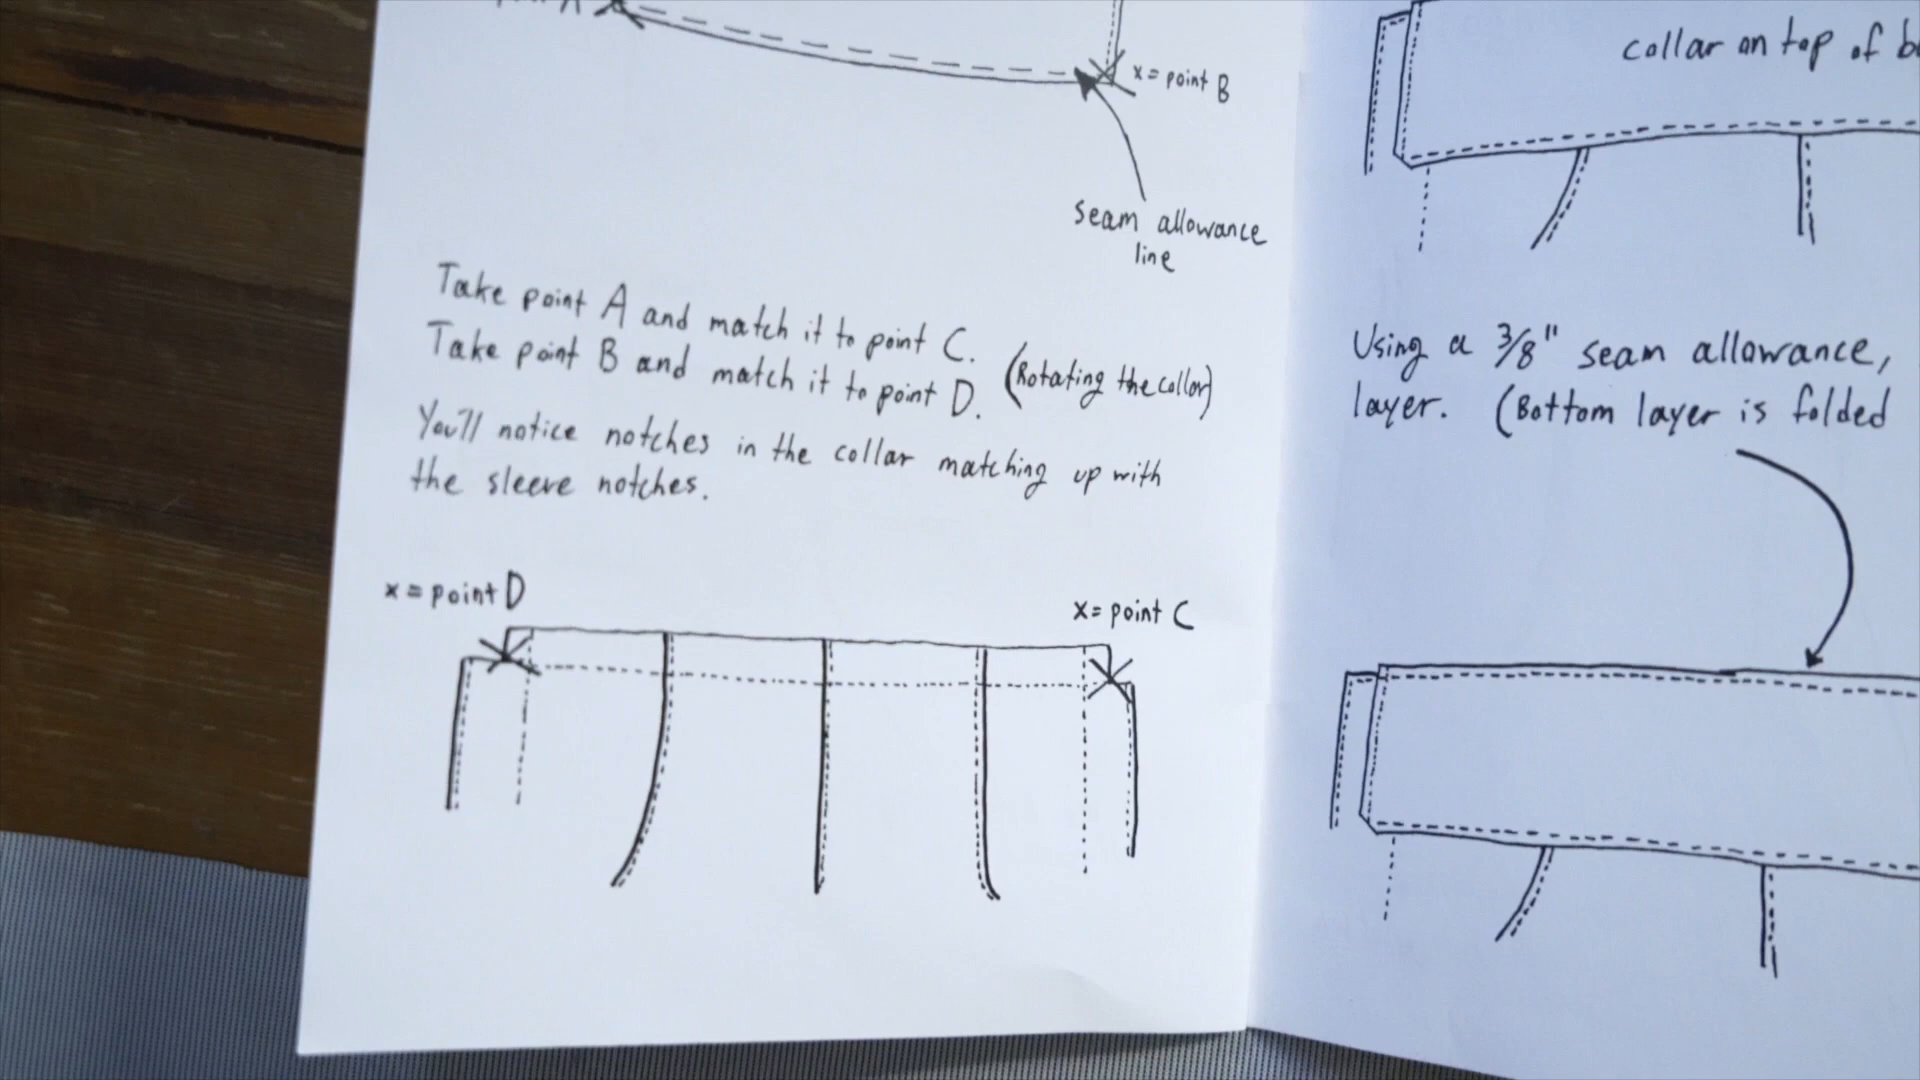 x = point B
seam allowance
line
Take point A and match it to point C.
Take point B and match it to point D. (Rotating the collar)
You'll notice notches in the collar matching up with
the sleeve notches.
x = point D
x = point C
collar on top of
Using a 3/8" seam allowance,
layer. (Bottom layer is folded